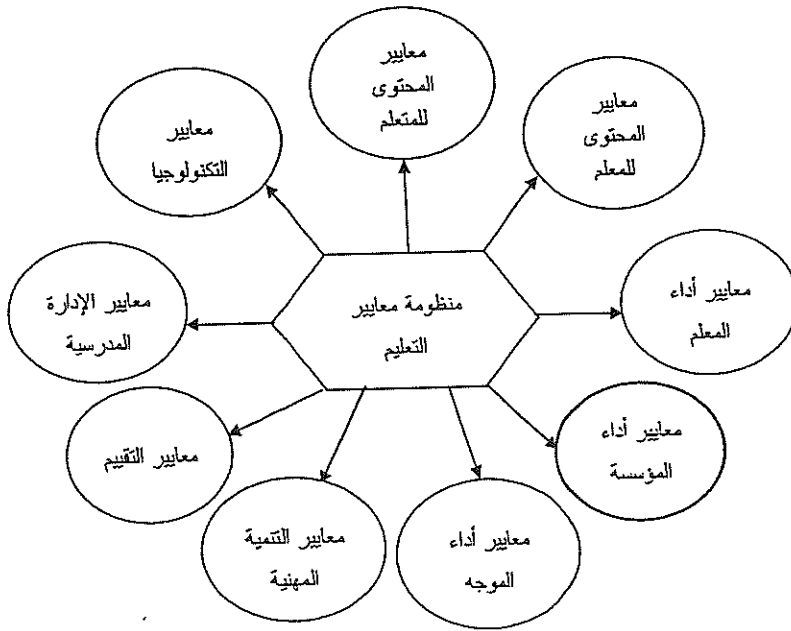 معايير
المحتوى
للمتعلم
معايير
المحتوى
للمعلم
معايير
التكنولوجيا
معايير أداء
المعلم
معايير الإدارة
المدرسية
منظومة معايير
التعليم
معايير أداء
المؤسسة
معايير التقييم
معايير التنمية
المهنية
معايير أداء
الموجه